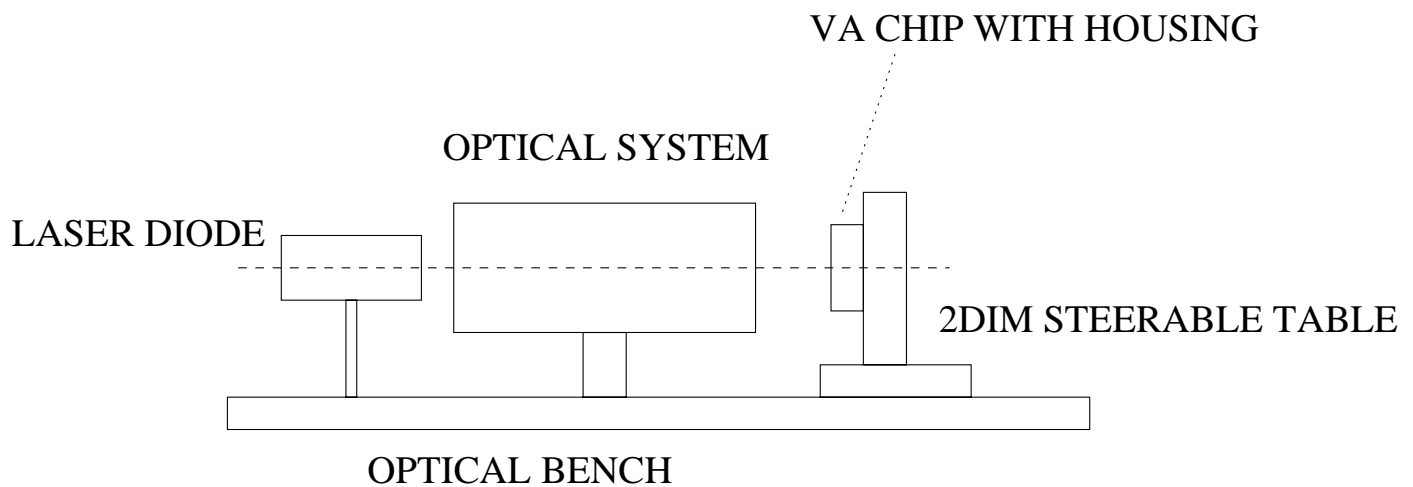 VA CHIP WITH HOUSING
OPTICAL SYSTEM
LASER DIODE
2DIM STEERABLE TABLE
OPTICAL BENCH